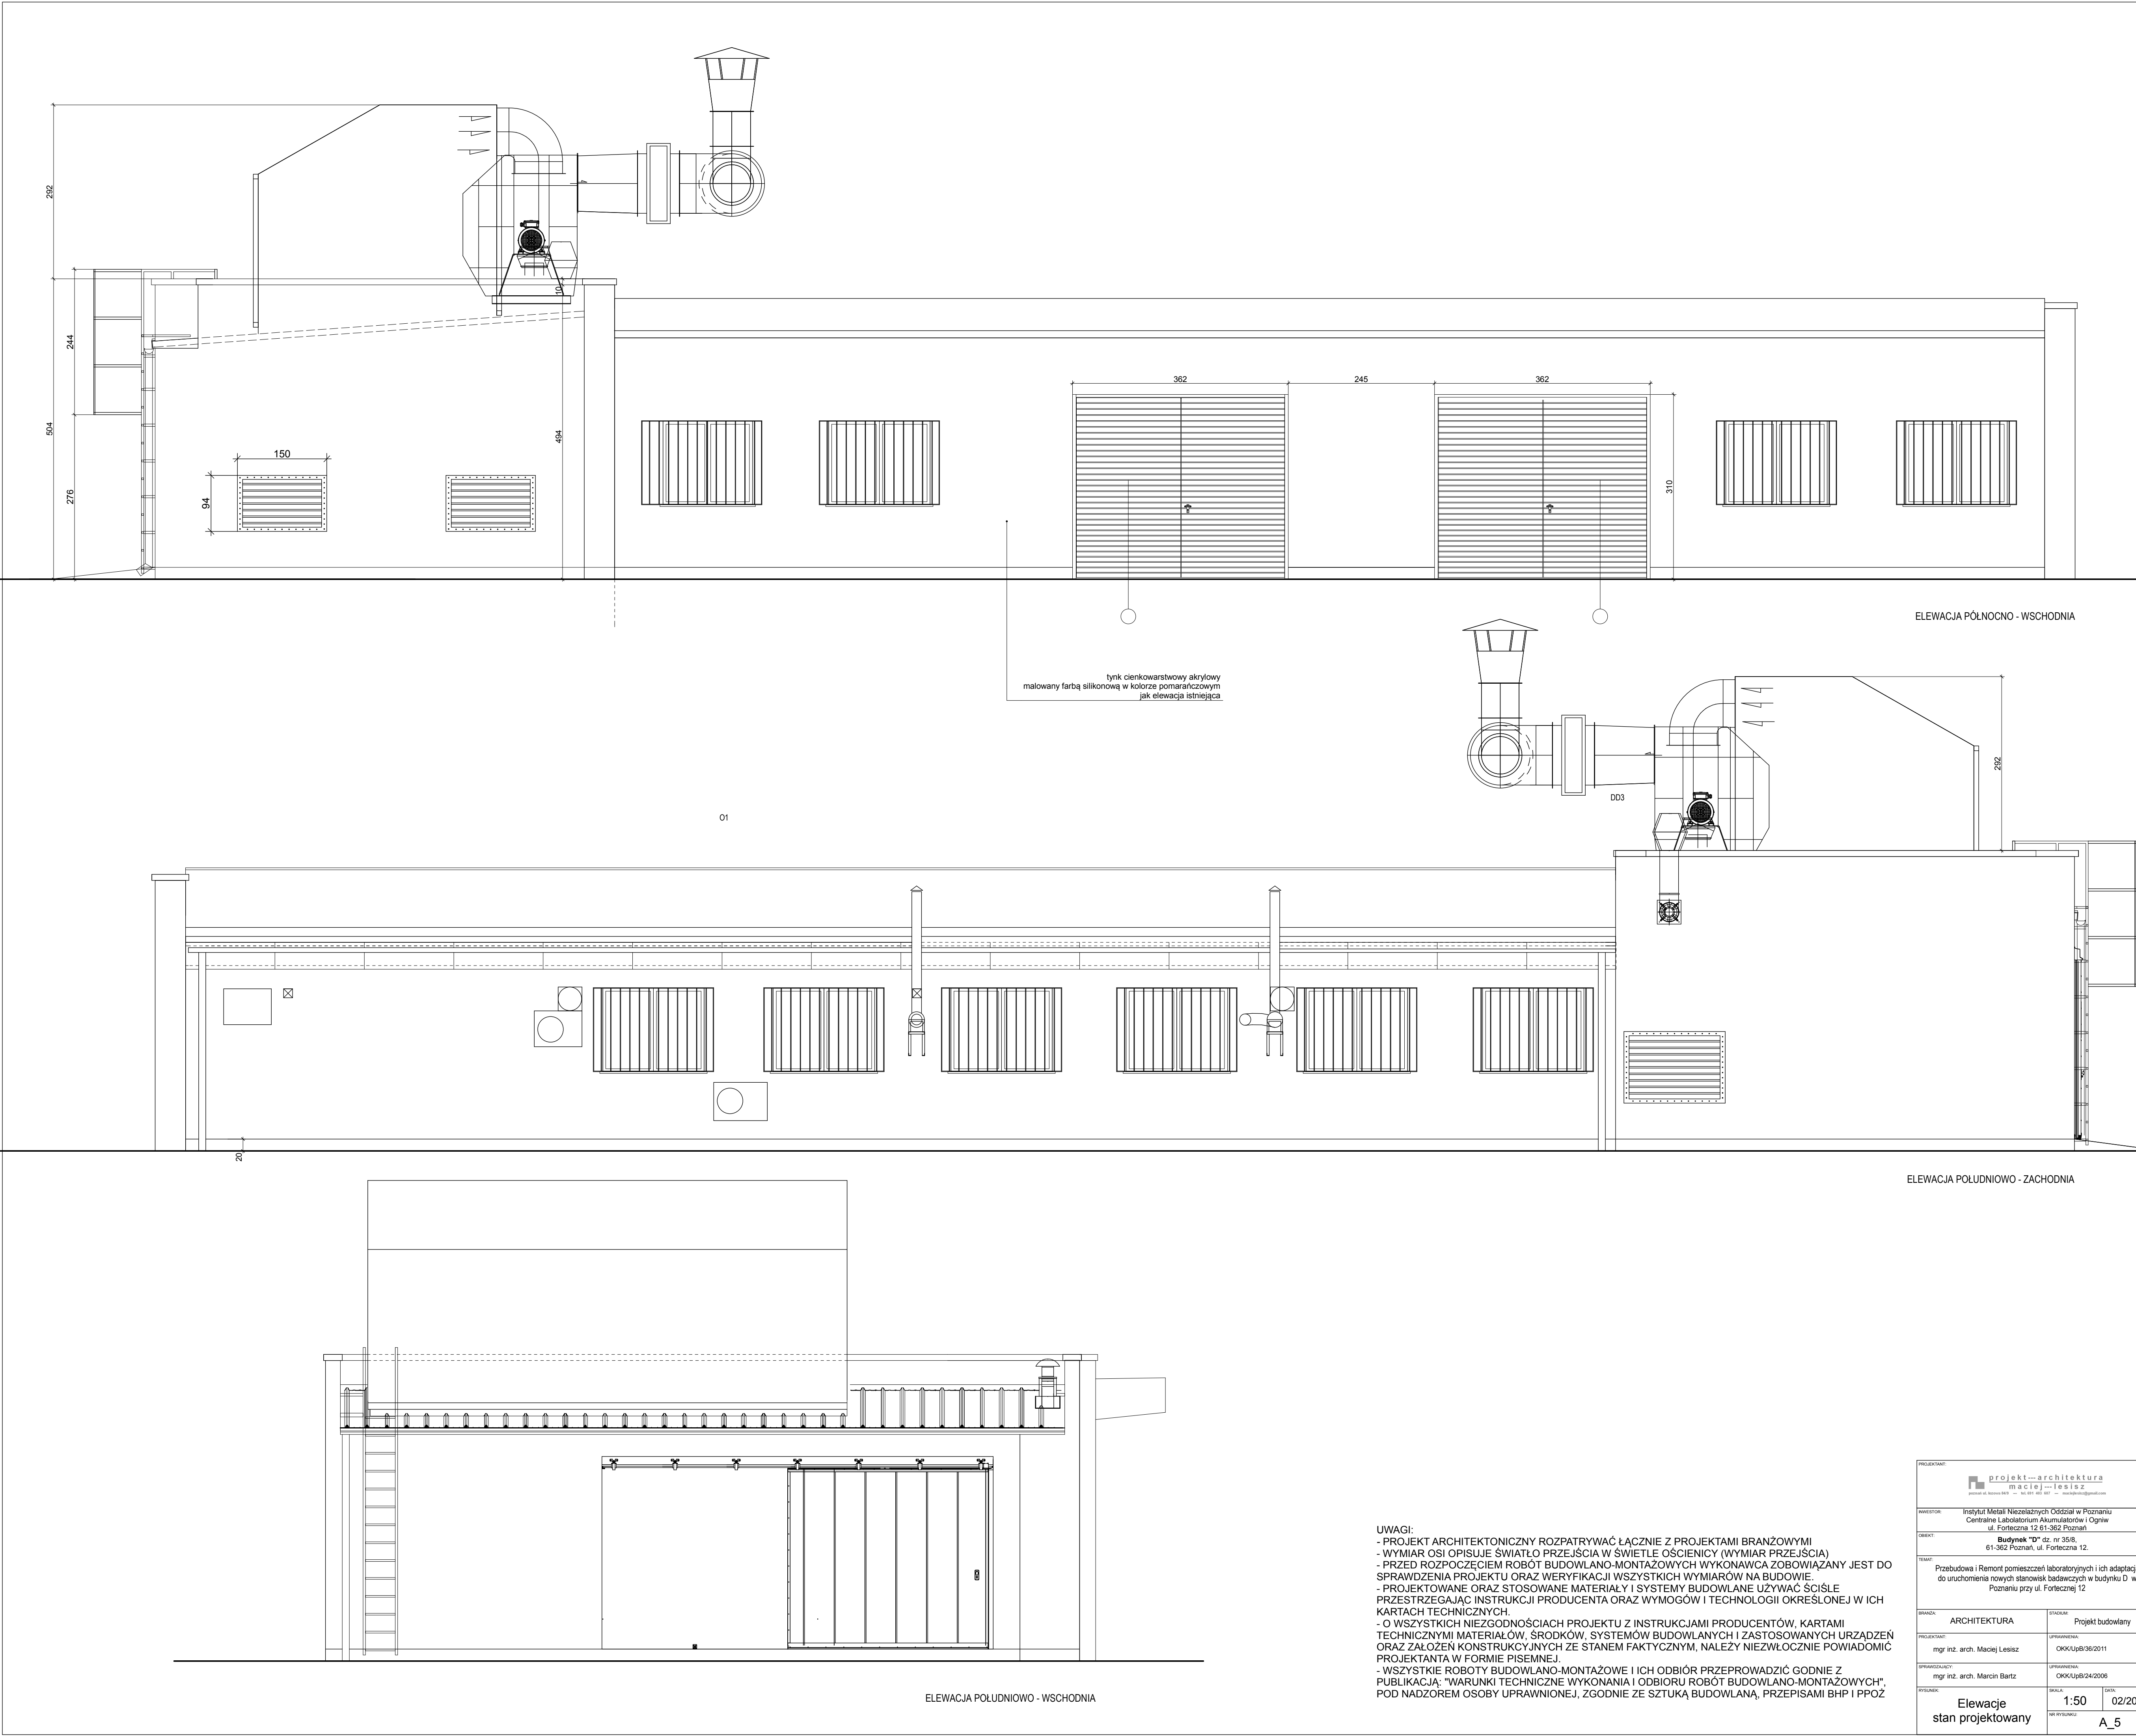 292
244
504
276
150
94
10
494
362
245
362
310
ELEWACJA PÓŁNOCNO - WSCHODNIA
tynk cienkowarstwowy akrylowy
malowany farbą silikonową w kolorze pomarańczowym
jak elewacja istniejąca
O1
DD3
292
20
ELEWACJA POŁUDNIOWO - ZACHODNIA
ELEWACJA POŁUDNIOWO - WSCHODNIA
UWAGI:
- PROJEKT ARCHITEKTONICZNY ROZPATRYWAĆ ŁĄCZNIE Z PROJEKTAMI BRANŻOWYMI
- WYMIAR OSI OPISUJE ŚWIATŁO PRZEJŚCIA W ŚWIETLE OŚCIENICY (WYMIAR PRZEJŚCIA)
- PRZED ROZPOCZĘCIEM ROBÓT BUDOWLANO-MONTAŻOWYCH WYKONAWCA ZOBOWIĄZANY JEST DO
SPRAWDZENIA PROJEKTU ORAZ WERYFIKACJI WSZYSTKICH WYMIARÓW NA BUDOWIE.
- PROJEKTOWANE ORAZ STOSOWANE MATERIAŁY I SYSTEMY BUDOWLANE UŻYWAĆ ŚCIŚLE
PRZESTRZEGAJĄC INSTRUKCJI PRODUCENTA ORAZ WYMOGÓW I TECHNOLOGII OKREŚLONEJ W ICH
KARTACH TECHNICZNYCH.
- O WSZYSTKICH NIEZGODNOŚCIACH PROJEKTU Z INSTRUKCJAMI PRODUCENTÓW, KARTAMI
TECHNICZNYMI MATERIAŁÓW, ŚRODKÓW, SYSTEMÓW BUDOWLANYCH I ZASTOSOWANYCH URZĄDZEŃ
ORAZ ZAŁOŻEŃ KONSTRUKCYJNYCH ZE STANEM FAKTYCZNYM, NALEŻY NIEZWŁOCZNIE POWIADOMIĆ
PROJEKTANTA W FORMIE PISEMNEJ.
- WSZYSTKIE ROBOTY BUDOWLANO-MONTAŻOWE I ICH ODBIÓR PRZEPROWADZIĆ GODNIE Z
PUBLIKACJĄ: "WARUNKI TECHNICZNE WYKONANIA I ODBIORU ROBÓT BUDOWLANO-MONTAŻOWYCH",
POD NADZOREM OSOBY UPRAWNIONEJ, ZGODNIE ZE SZTUKĄ BUDOWLANĄ, PRZEPISAMI BHP I PPOŻ
PROJEKTANT:
projekt---architektura
maciej---lesisz
INWESTOR:
Instytut Metali Nieżelaznych Oddział w Poznaniu
Centralne Labolatorium Akumulatorów i Ogniw
ul. Forteczna 12 61-362 Poznań
OBIEKT:
Budynek "D" dz. nr 35/8,
61-362 Poznań, ul. Forteczna 12.
TEMAT:
Przebudowa i Remont pomieszczeń laboratoryjnych i ich adaptacja
do uruchomienia nowych stanowisk badawczych w budynku D w
Poznaniu przy ul. Fortecznej 12
BRANŻA:
ARCHITEKTURA
STADIUM:
Projekt budowlany
PROJEKTANT:
mgr inż. arch. Maciej Lesisz
UPRAWNIENIA:
OKK/UpB/36/2011
SPRAWDZAJĄCY:
mgr inż. arch. Marcin Bartz
UPRAWNIENIA:
OKK/UpB/24/2006
RYSUNEK:
Elewacje
stan projektowany
SKALA:
1:50
DATA:
02/20
NR RYSUNKU:
A_5